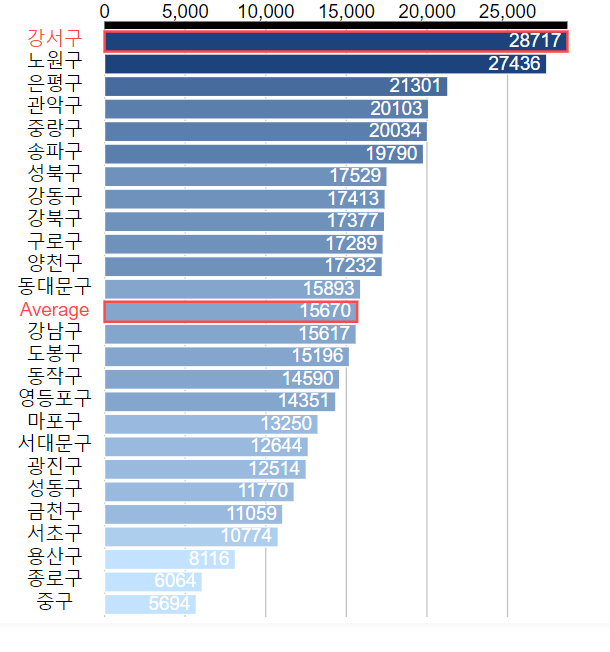 0 5,000 10,000 15,000 20,000 25,000
강서구 28717
노원구 27436
은평구 21301
관악구 20103
중랑구 20034
송파구 19790
성북구 17529
강동구 17413
강북구 17377
구로구 17289
양천구 17232
동대문구 15893
Average 15670
강남구 15617
도봉구 15196
동작구 14590
영등포구 14351
마포구 13250
서대문구 12644
광진구 12514
성동구 11770
금천구 11059
서초구 10774
용산구 8116
종로구 6064
중구 5694